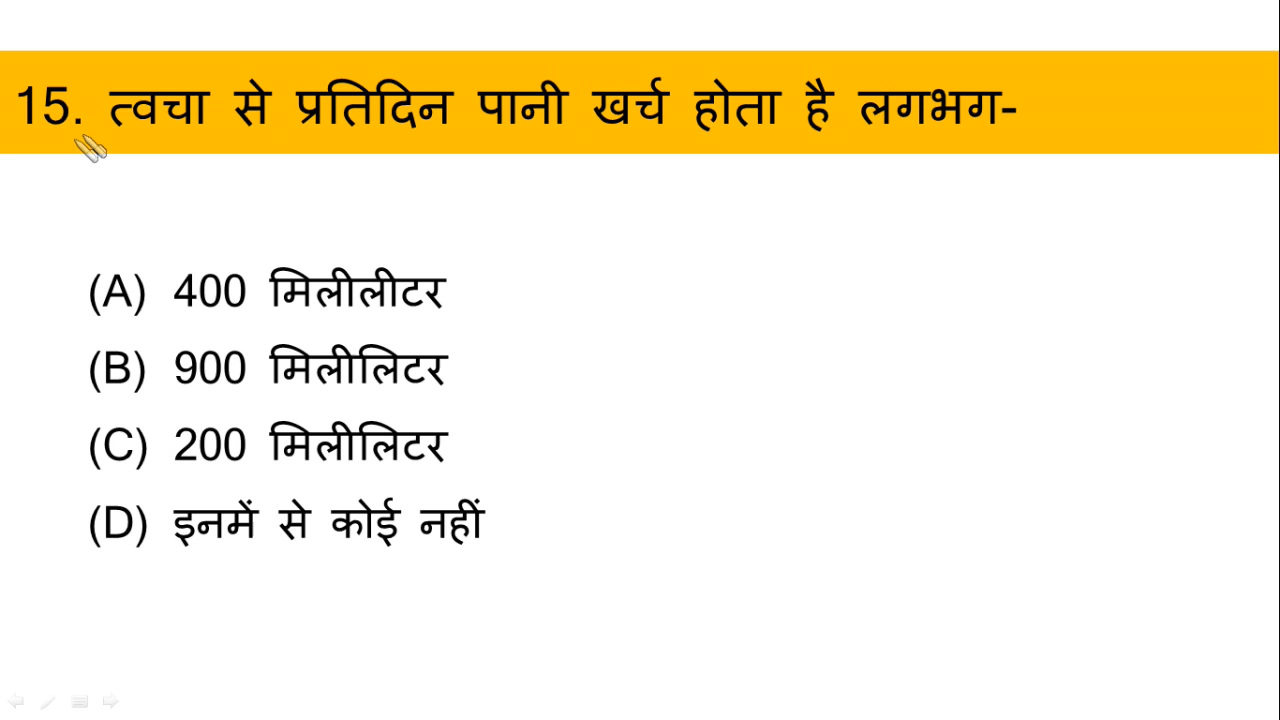 15. त्वचा से प्रतिदिन पानी खर्च होता है लगभग-
(A) 400 मिलीलीटर
(B) 900 मिलीलिटर
(C) 200 मिलीलिटर
(D) इनमें से कोई नहीं